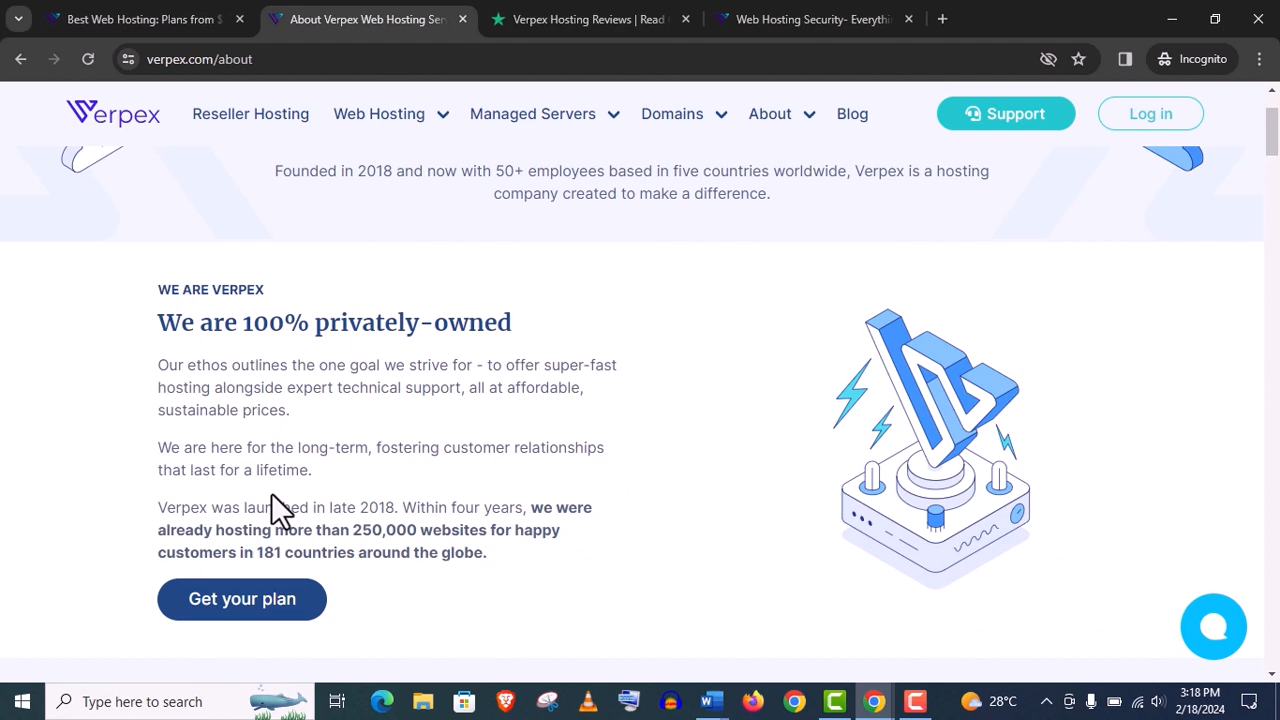 Best Web Hosting: Plans from $
About Verpex Web Hosting Serv
Verpex Hosting Reviews | Read
Web Hosting Security- Everythi
verpex.com/about
Incognito
Verpex
Reseller Hosting
Web Hosting
Managed Servers
Domains
About
Blog
Support
Log in
Founded in 2018 and now with 50+ employees based in five countries worldwide, Verpex is a hosting
company created to make a difference.
WE ARE VERPEX
We are 100% privately-owned
Our ethos outlines the one goal we strive for - to offer super-fast
hosting alongside expert technical support, all at affordable,
sustainable prices.
We are here for the long-term, fostering customer relationships
that last for a lifetime.
Verpex was launched in late 2018. Within four years, we were
already hosting more than 250,000 websites for happy
customers in 181 countries around the globe.
Get your plan
Type here to search
28°C
3:18 PM
2/18/2024